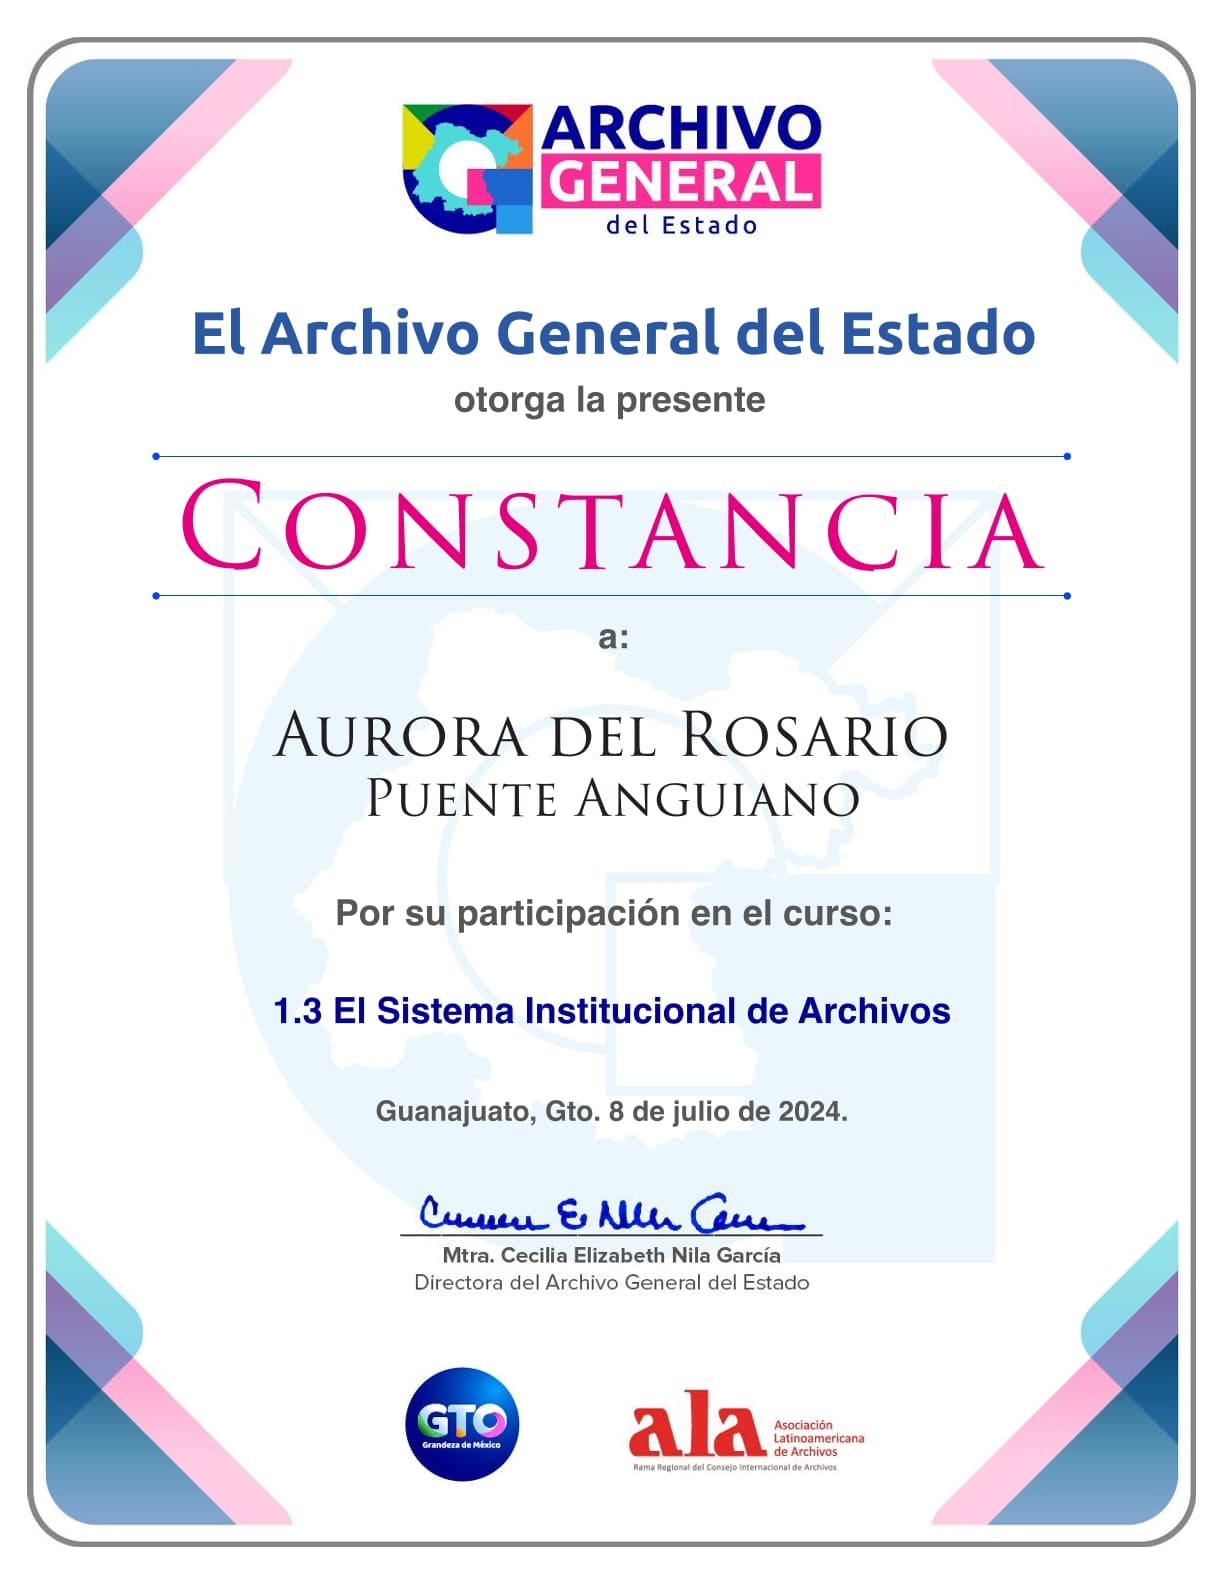 ARCHIVO
GENERAL
del Estado
El Archivo General del Estado
otorga la presente
CONSTANCIA
a:
AURORA DEL ROSARIO
PUENTE ANGUIANO
Por su participación en el curso:
1.3 El Sistema Institucional de Archivos
Guanajuato, Gto. 8 de julio de 2024.
Mtra. Cecilia Elizabeth Nila García
Directora del Archivo General del Estado
GTO
Grandeza de México
ala
Asociación
Latinoamericana
de Archivos
Rama Regional del Consejo Internacional de Archivos